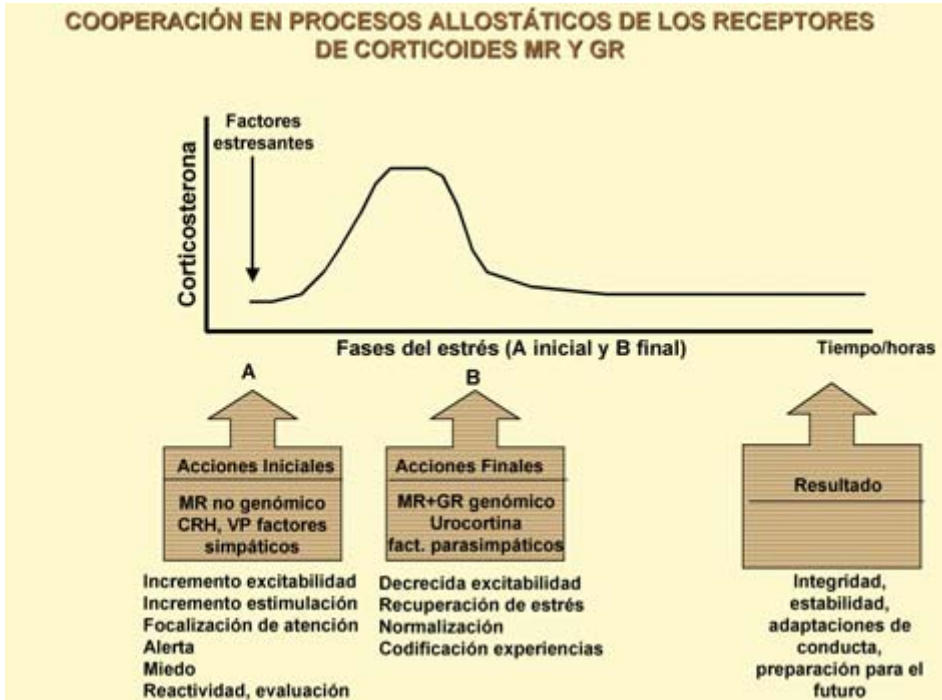 COOPERACIÓN EN PROCESOS ALLOSTÁTICOS DE LOS RECEPTORES
DE CORTICOIDES MR Y GR
Factores
estresantes
Corticosterona
Fases del estrés (A inicial y B final)
Tiempo/horas
A
B
Acciones Iniciales
MR no genómico
CRH, VP factores
simpáticos
Incremento excitabilidad
Incremento estimulación
Focalización de atención
Alerta
Miedo
Reactividad, evaluación
Acciones Finales
MR+GR genómico
Urocortina
fact. parasimpáticos
Decrecida excitabilidad
Recuperación de estrés
Normalización
Codificación experiencias
Resultado
Integridad,
estabilidad,
adaptaciones de
conducta,
preparación para el
futuro